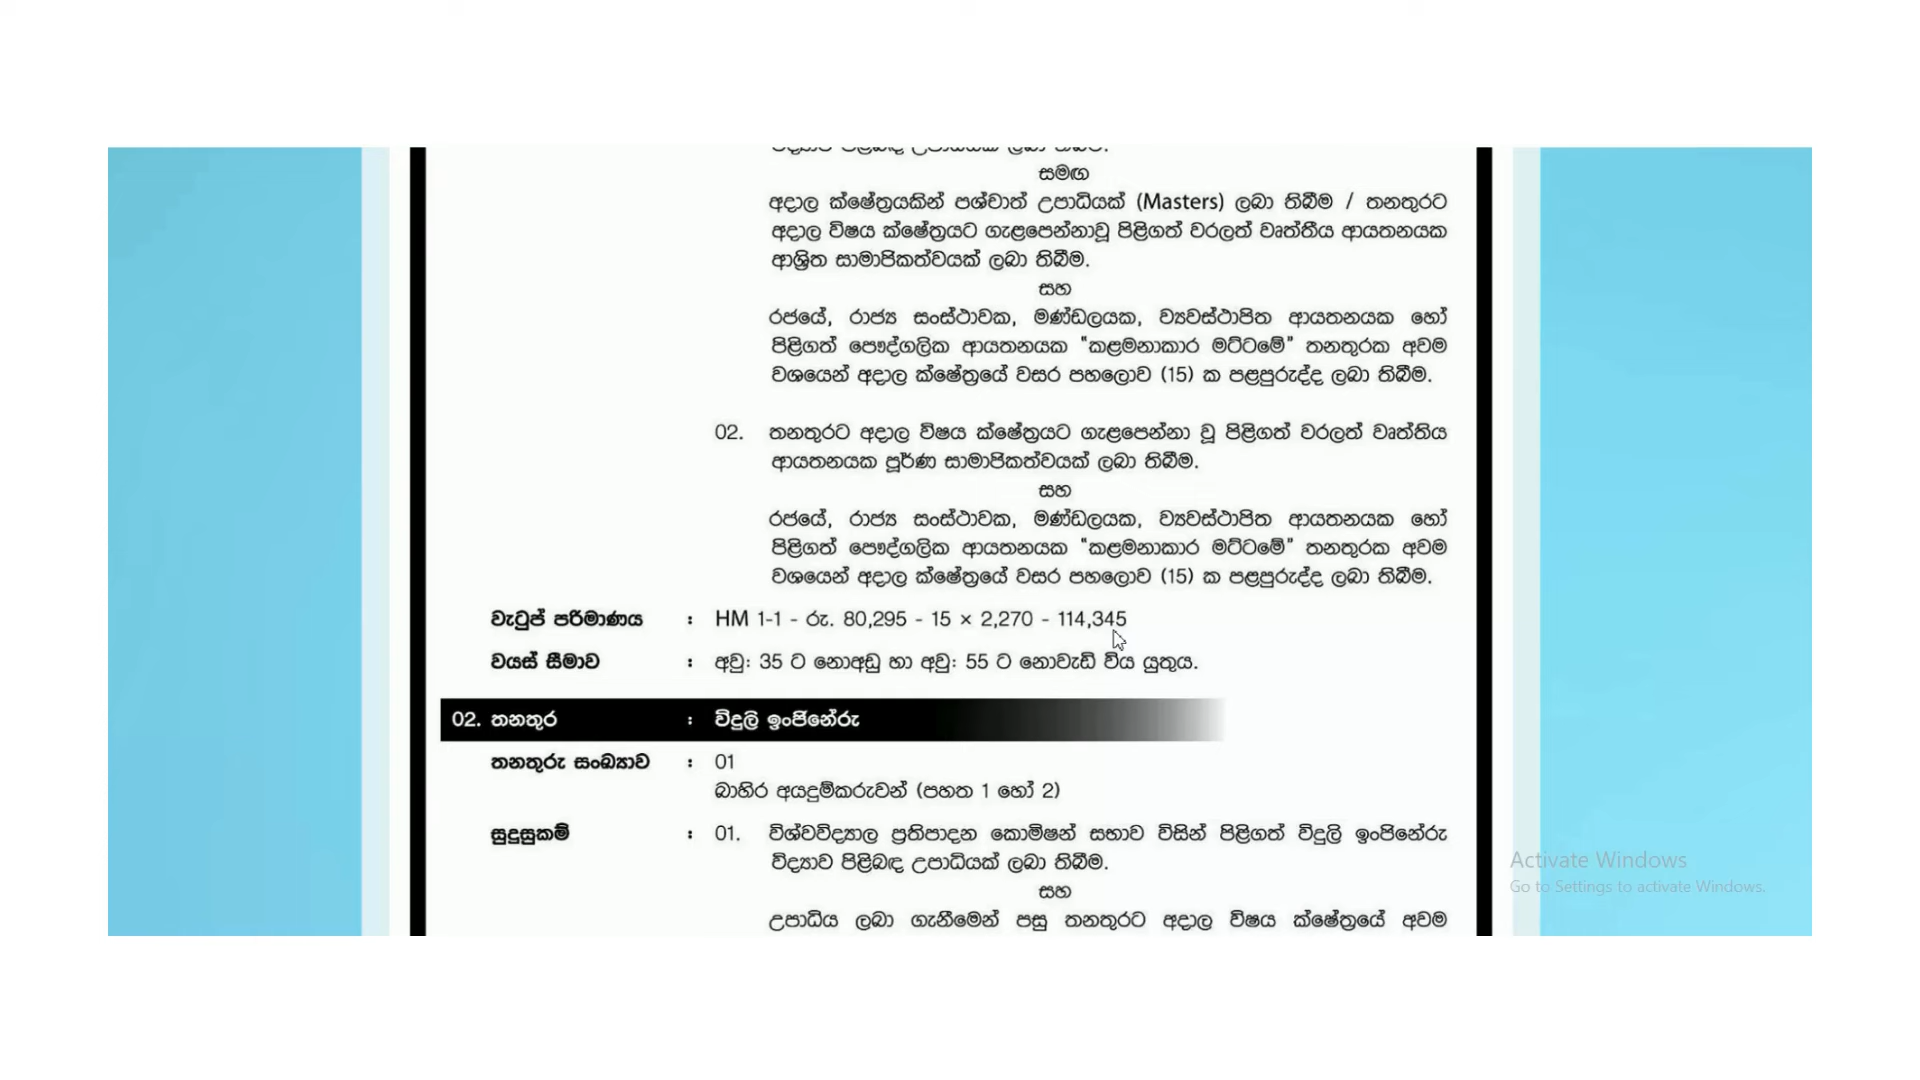 සමඟ
අදාල ක්ෂේත්‍රයකින් පශ්චාත් උපාධියක් (Masters) ලබා තිබීම / තනතුරට
අදාල විෂය ක්ෂේත්‍රයට ගැළපෙන්නාවූ පිළිගත් වරලත් වෘත්තීය ආයතනයක
ආශ්‍රිත සාමාජිකත්වයක් ලබා තිබීම.
සහ
රජයේ, රාජ්‍ය සංස්ථාවක, මණ්ඩලයක, ව්‍යවස්ථාපිත ආයතනයක හෝ
පිළිගත් පෞද්ගලික ආයතනයක "කළමනාකාර මට්ටමේ" තනතුරක අවම
වශයෙන් අදාල ක්ෂේත්‍රයේ වසර පහලොව (15) ක පළපුරුද්ද ලබා තිබීම.
02. තනතුරට අදාල විෂය ක්ෂේත්‍රයට ගැළපෙන්නා වූ පිළිගත් වරලත් වෘත්තිය
ආයතනයක පූර්ණ සාමාජිකත්වයක් ලබා තිබීම.
සහ
රජයේ, රාජ්‍ය සංස්ථාවක, මණ්ඩලයක, ව්‍යවස්ථාපිත ආයතනයක හෝ
පිළිගත් පෞද්ගලික ආයතනයක "කළමනාකාර මට්ටමේ" තනතුරක අවම
වශයෙන් අදාල ක්ෂේත්‍රයේ වසර පහලොව (15) ක පළපුරුද්ද ලබා තිබීම.
වැටුප් පරිමාණය : HM 1-1 - රු. 80,295 - 15 × 2,270 - 114,345
වයස් සීමාව : අවු: 35 ට නොඅඩු හා අවු: 55 ට නොවැඩි විය යුතුය.
02. තනතුර : විදුලි ඉංජිනේරු
තනතුරු සංඛ්‍යාව : 01
බාහිර අයදුම්කරුවන් (පහත 1 හෝ 2)
සුදුසුකම් : 01. විශ්වවිද්‍යාල ප්‍රතිපාදන කොමිෂන් සභාව විසින් පිළිගත් විදුලි ඉංජිනේරු
විද්‍යාව පිළිබඳ උපාධියක් ලබා තිබීම.
සහ
උපාධිය ලබා ගැනීමෙන් පසු තනතුරට අදාල විෂය ක්ෂේත්‍රයේ අවම
Activate Windows
Go to Settings to activate Windows.